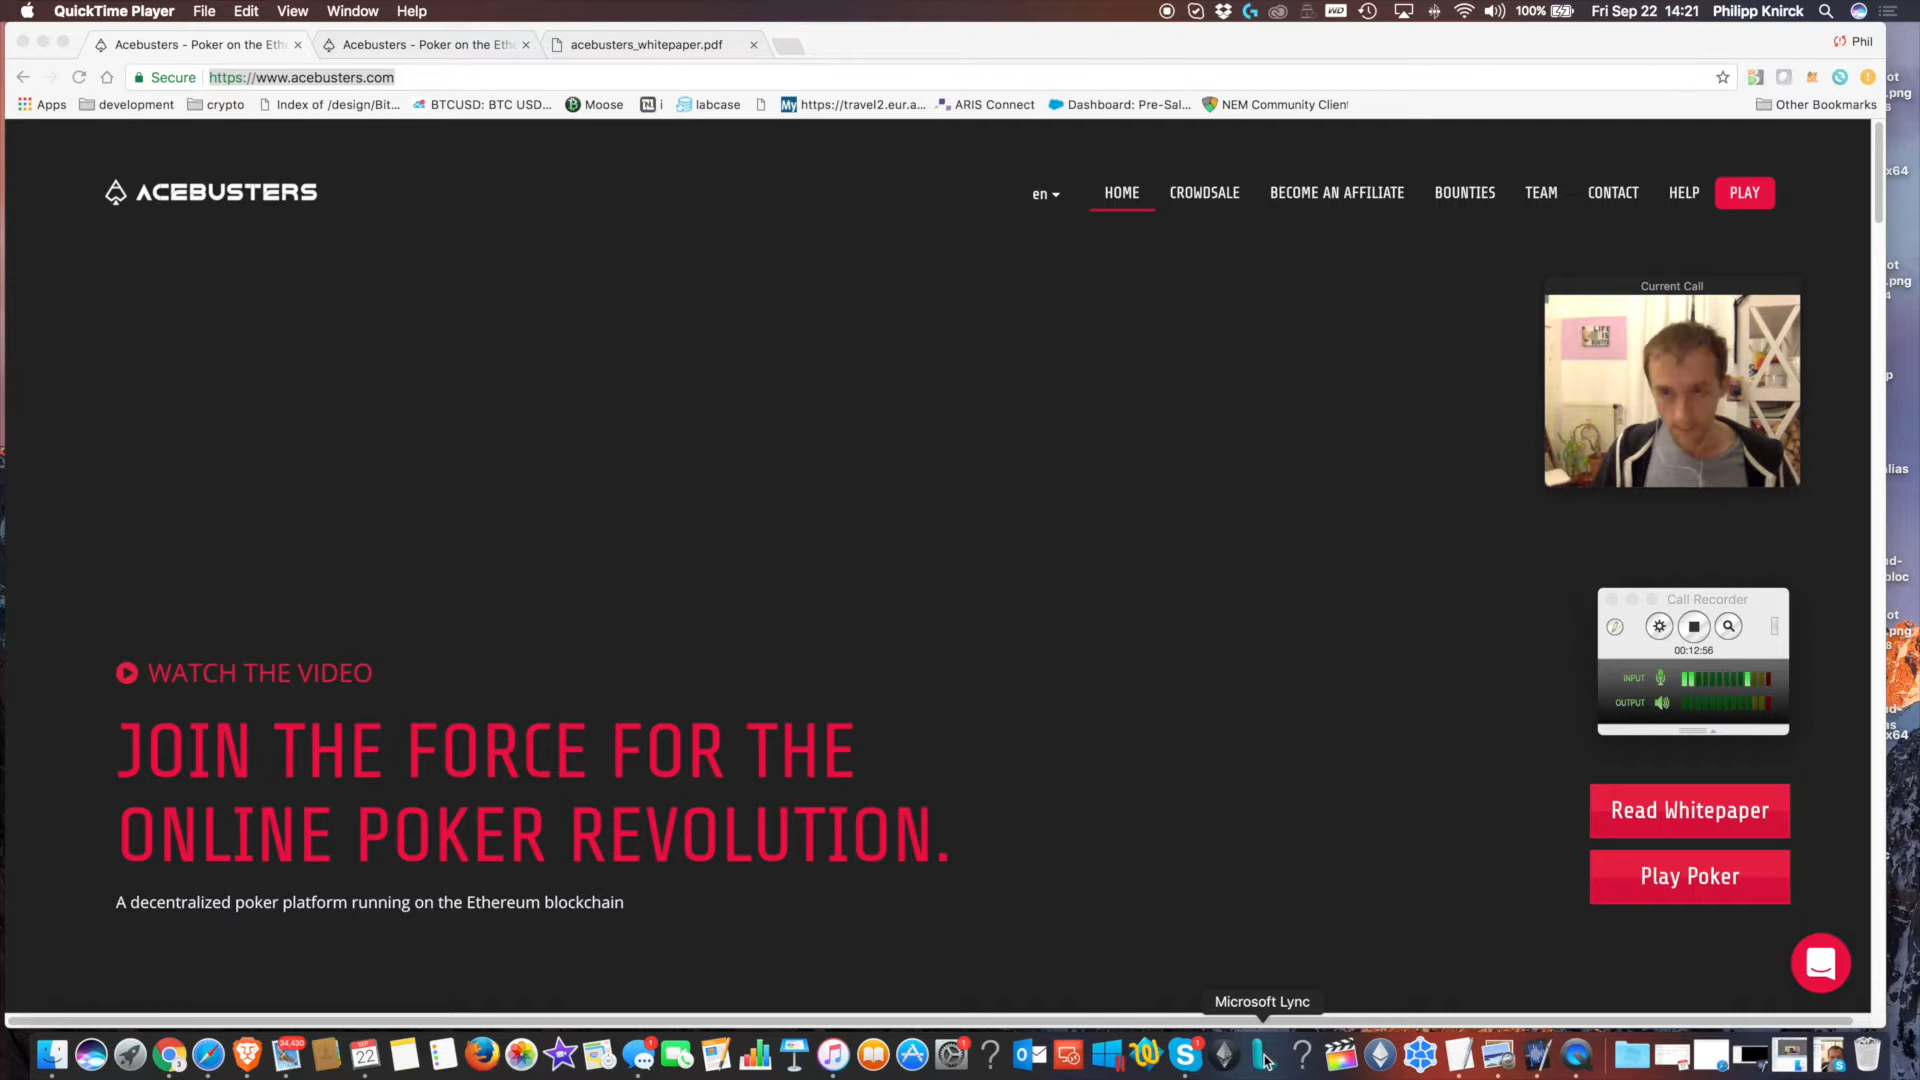 QuickTime Player File Edit View Window Help
100% Fri Sep 22 14:21 Philipp Knirck
Acebusters - Poker on the Eth
Acebusters - Poker on the Eth
acebusters_whitepaper.pdf
Phil
Secure https://www.acebusters.com
Apps development crypto Index of /design/Bit... BTCUSD: BTC USD... Moose i labcase https://travel2.eur.a... ARIS Connect Dashboard: Pre-Sal... NEM Community Client Other Bookmarks
ACEBUSTERS
en HOME CROWDSALE BECOME AN AFFILIATE BOUNTIES TEAM CONTACT HELP PLAY
Current Call
Call Recorder
00:12:56
INPUT
OUTPUT
WATCH THE VIDEO
JOIN THE FORCE FOR THE
ONLINE POKER REVOLUTION.
A decentralized poker platform running on the Ethereum blockchain
Read Whitepaper
Play Poker
Microsoft Lync
34,430
SEP
22